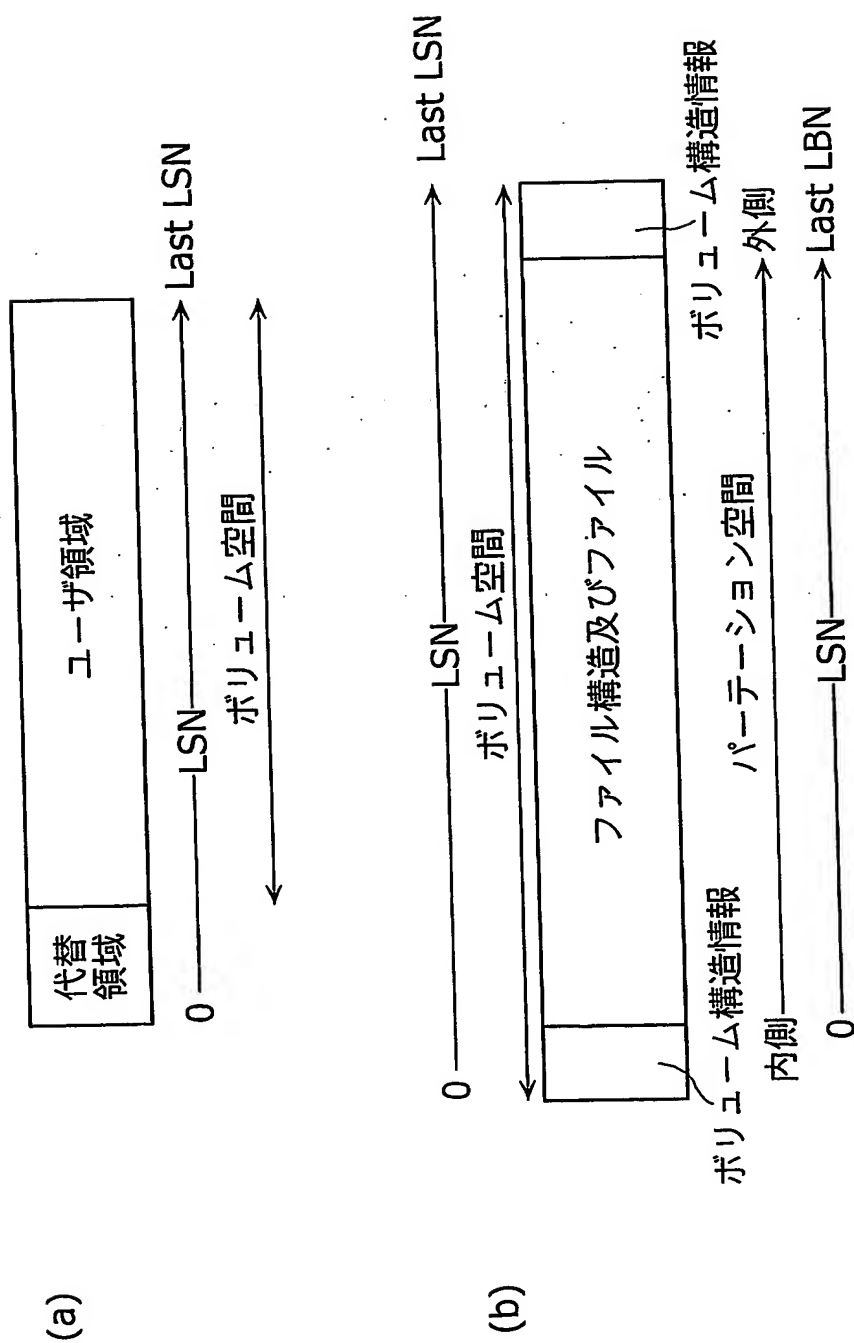 (a)
代替
領域
ユーザ領域
0 LSN Last LSN
ボリューム空間
(b)
0 LSN Last LSN
ボリューム空間
ファイル構造及びファイル
ボリューム構造情報
ボリューム構造情報
内側 パーテーション空間 外側
0 LSN Last LBN